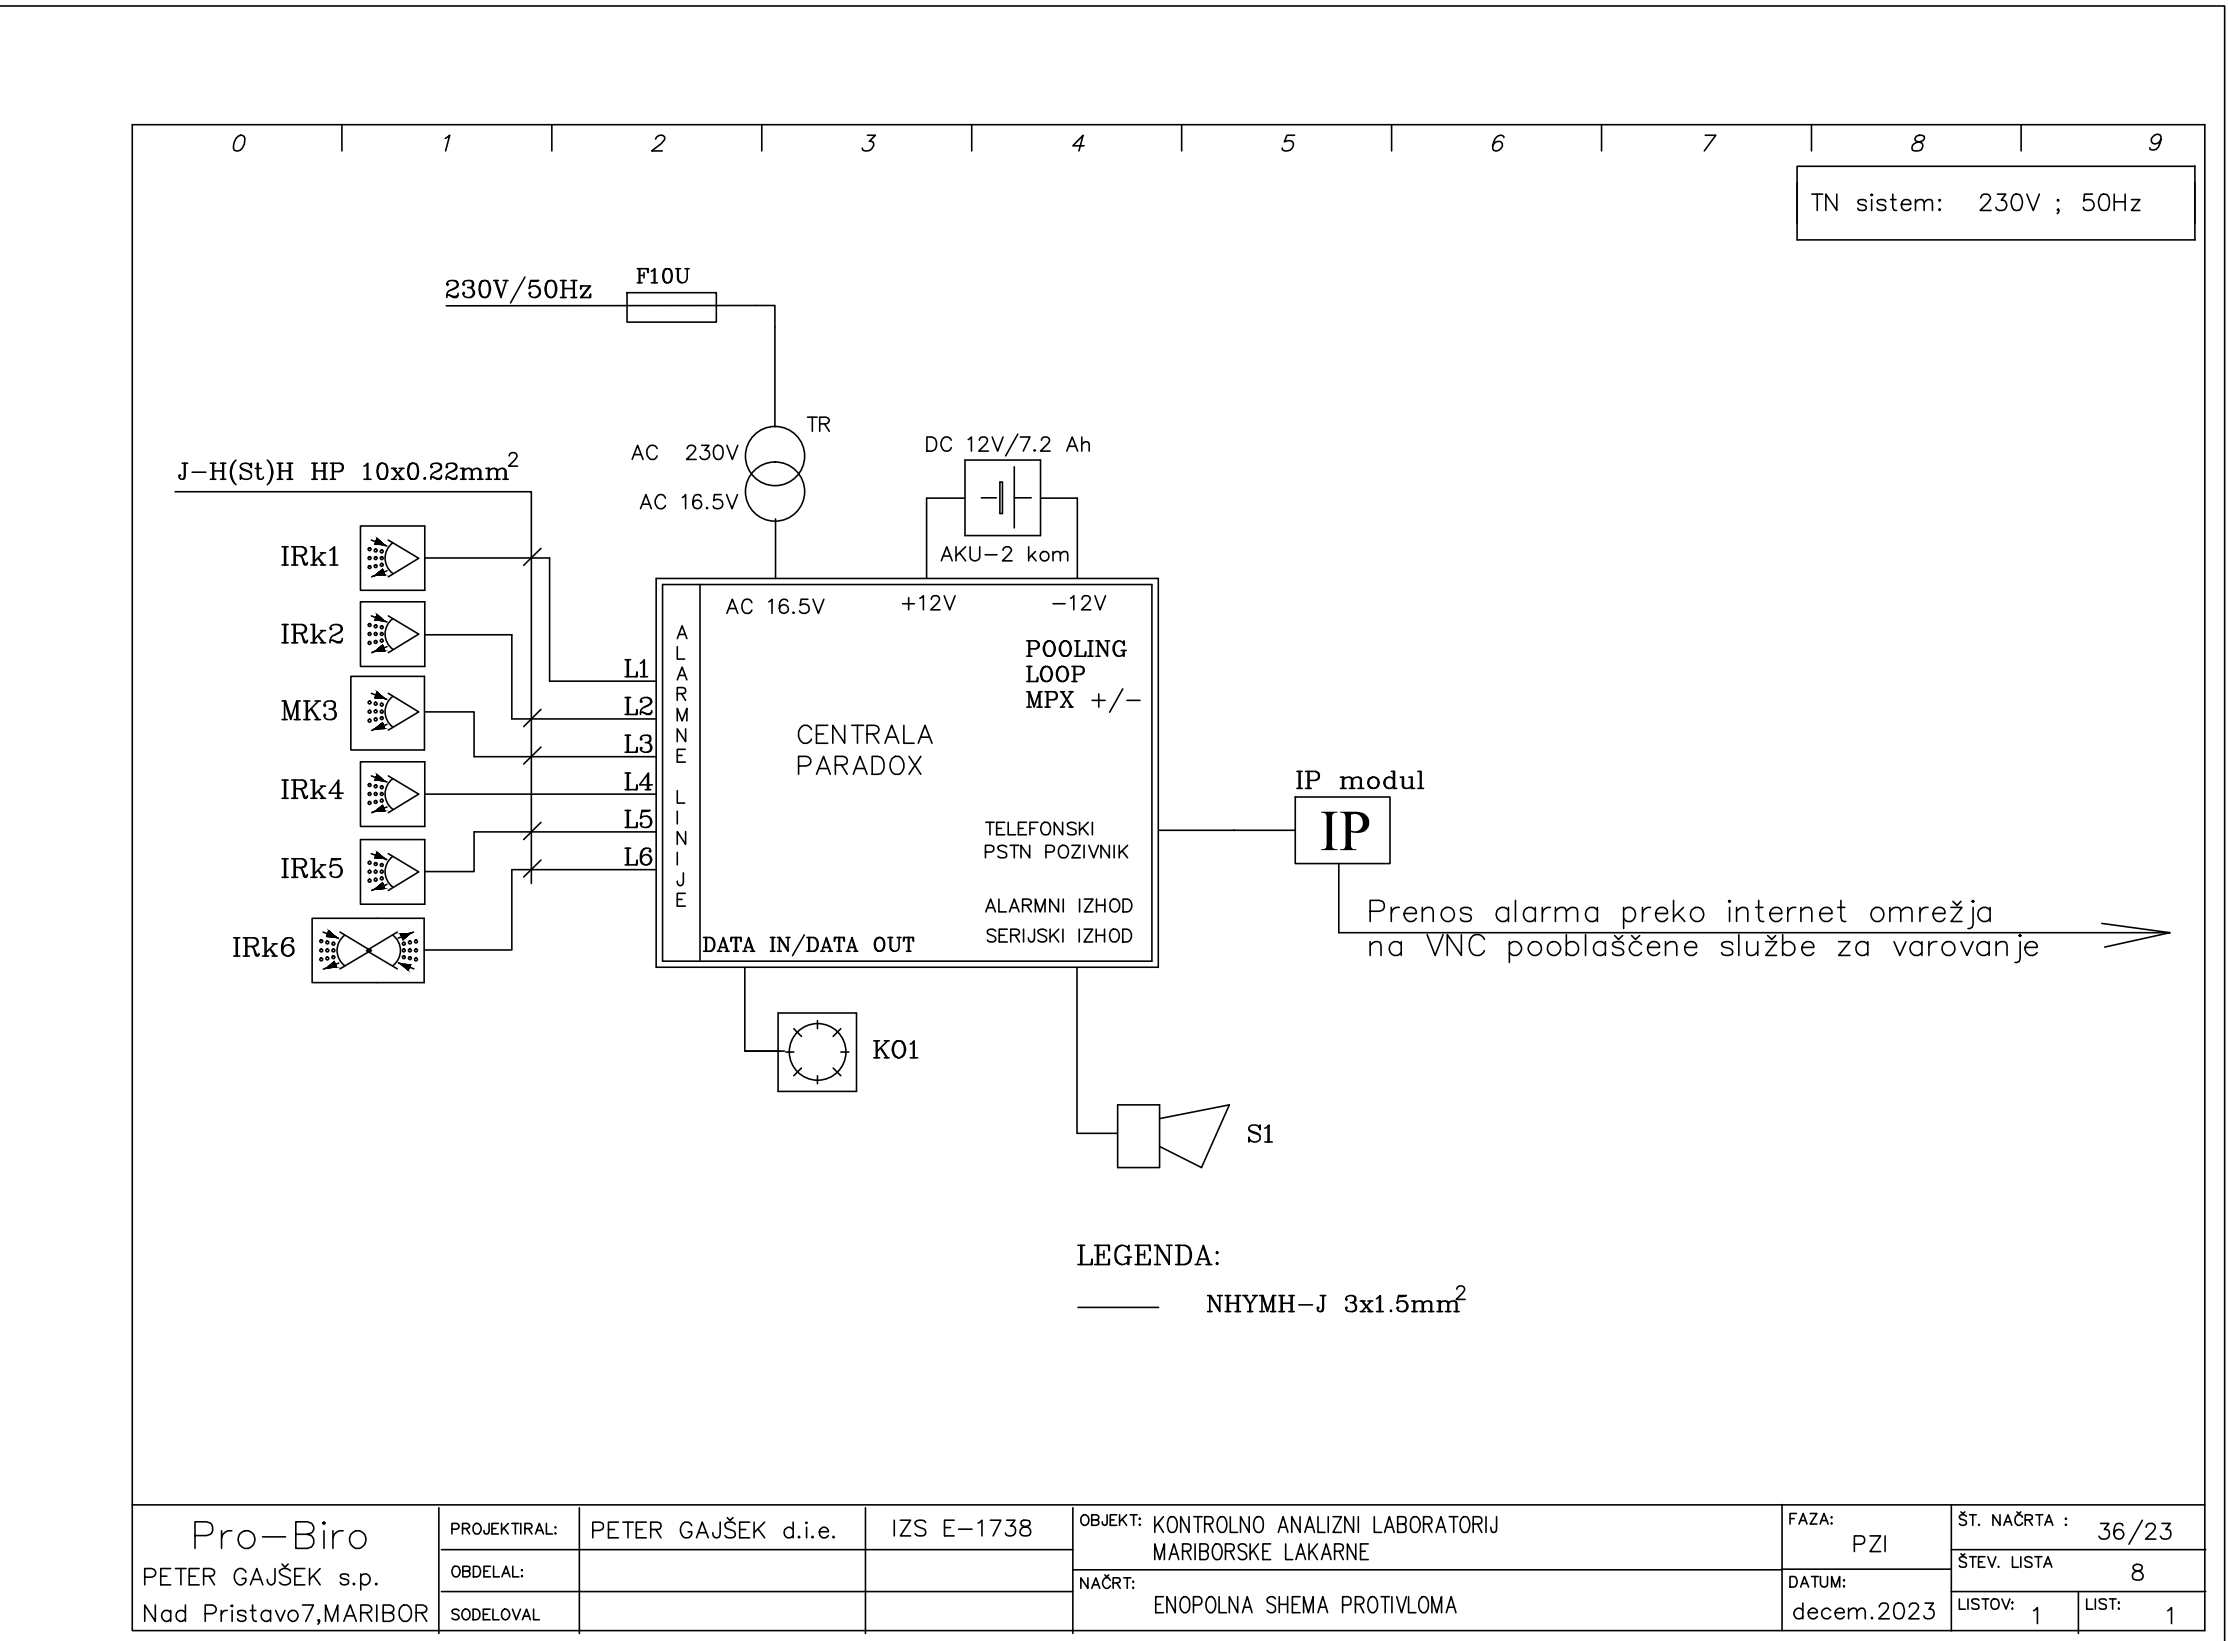 0 1 2 3 4 5 6 7 8 9
TN sistem: 230V ; 50Hz
230V/50Hz
F10U
TR
AC 230V
AC 16.5V
DC 12V/7.2 Ah
AKU-2 kom
J-H(St)H HP 10x0.22mm²
IRk1
IRk2
MK3
IRk4
IRk5
IRk6
L1
L2
L3
L4
L5
L6
ALARMNE LINIJE
AC 16.5V
+12V
-12V
POOLING
LOOP
MPX +/-
CENTRALA
PARADOX
TELEFONSKI
PSTN POZIVNIK
ALARMNI IZHOD
SERIJSKI IZHOD
DATA IN/DATA OUT
IP modul
IP
Prenos alarma preko internet omrežja
na VNC pooblaščene službe za varovanje
KO1
S1
LEGENDA:
NHYMH-J 3x1.5mm²
Pro-Biro
PETER GAJŠEK s.p.
Nad Pristavo7,MARIBOR
PROJEKTIRAL: PETER GAJŠEK d.i.e. IZS E-1738
OBDELAL:
SODELOVAL
OBJEKT: KONTROLNO ANALIZNI LABORATORIJ
MARIBORSKE LAKARNE
NAČRT: ENOPOLNA SHEMA PROTIVLOMA
FAZA: PZI
DATUM: decem.2023
ŠT. NAČRTA : 36/23
ŠTEV. LISTA 8
LISTOV: 1 LIST: 1